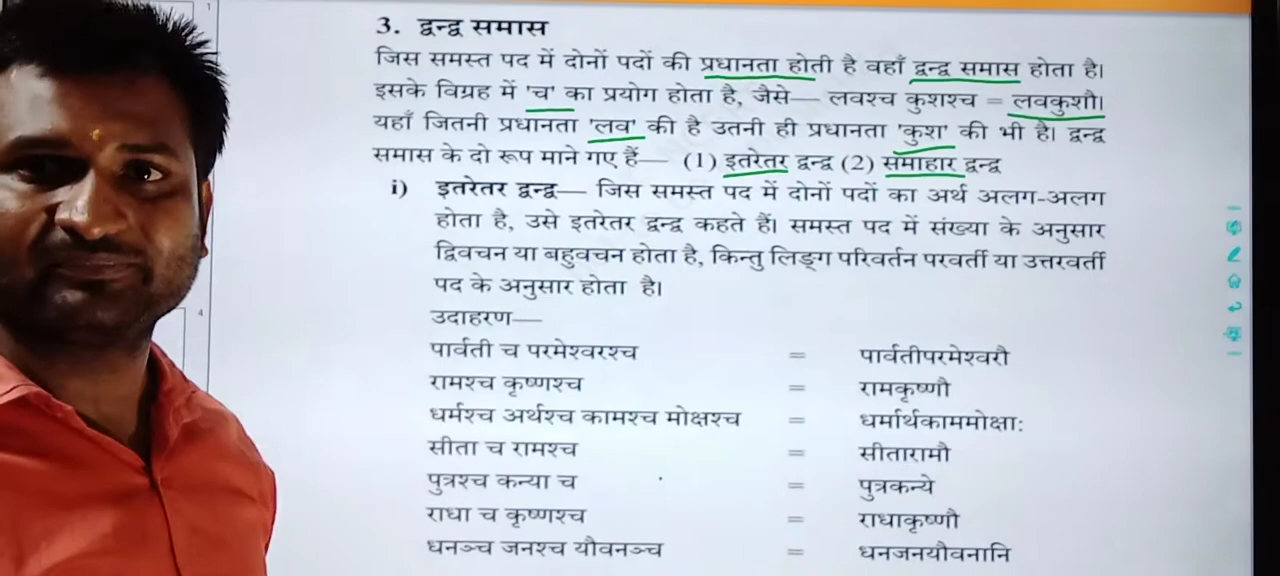 1
4
3. द्वन्द्व समास
जिस समस्त पद में दोनों पदों की प्रधानता होती है वहाँ द्वन्द्व समास होता है।
इसके विग्रह में 'च' का प्रयोग होता है, जैसे— लवश्च कुशश्च = लवकुशौ।
यहाँ जितनी प्रधानता 'लव' की है उतनी ही प्रधानता 'कुश' की भी है। द्वन्द्व
समास के दो रूप माने गए हैं— (1) इतरेतर द्वन्द्व (2) समाहार द्वन्द्व
i) इतरेतर द्वन्द्व— जिस समस्त पद में दोनों पदों का अर्थ अलग-अलग
होता है, उसे इतरेतर द्वन्द्व कहते हैं। समस्त पद में संख्या के अनुसार
द्विवचन या बहुवचन होता है, किन्तु लिङ्ग परिवर्तन परवर्ती या उत्तरवर्ती
पद के अनुसार होता है।
उदाहरण—
पार्वती च परमेश्वरश्च = पार्वतीपरमेश्वरौ
रामश्च कृष्णश्च = रामकृष्णौ
धर्मश्च अर्थश्च कामश्च मोक्षश्च = धर्मार्थकाममोक्षाः
सीता च रामश्च = सीतारामौ
पुत्रश्च कन्या च = पुत्रकन्ये
राधा च कृष्णश्च = राधाकृष्णौ
धनञ्च जनश्च यौवनञ्च = धनजनयौवनानि